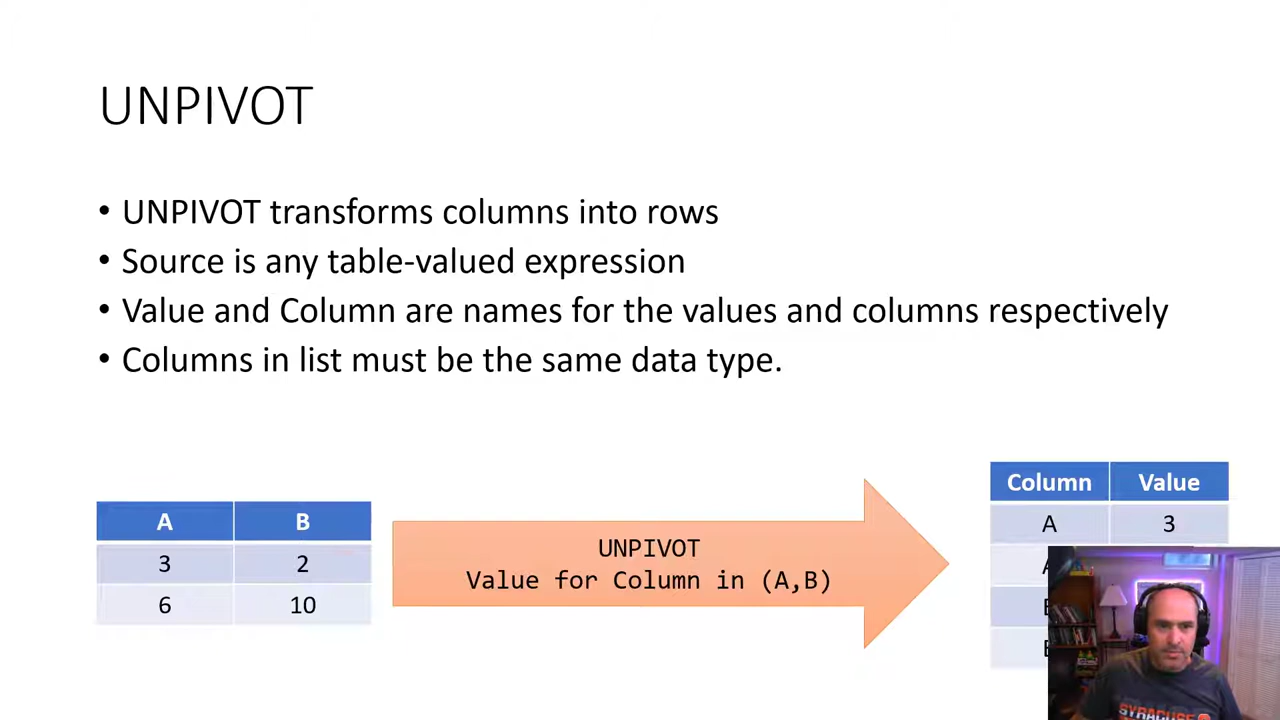 UNPIVOT
• UNPIVOT transforms columns into rows
• Source is any table-valued expression
• Value and Column are names for the values and columns respectively
• Columns in list must be the same data type.
A B
3 2
6 10
UNPIVOT
Value for Column in (A,B)
Column Value
A 3
SYRACUSE